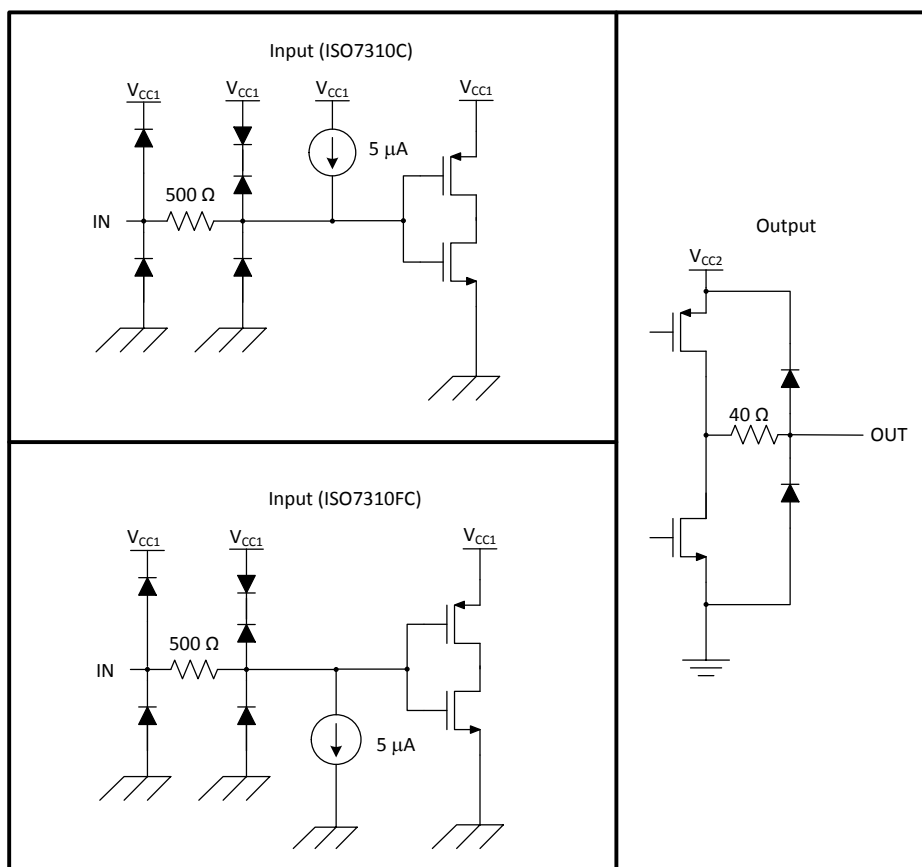 Input (ISO7310C)
VCC1 VCC1 VCC1 VCC1
5 μA
500 Ω
IN
Input (ISO7310FC)
VCC1 VCC1 VCC1
500 Ω
IN
5 μA
Output
VCC2
40 Ω
OUT